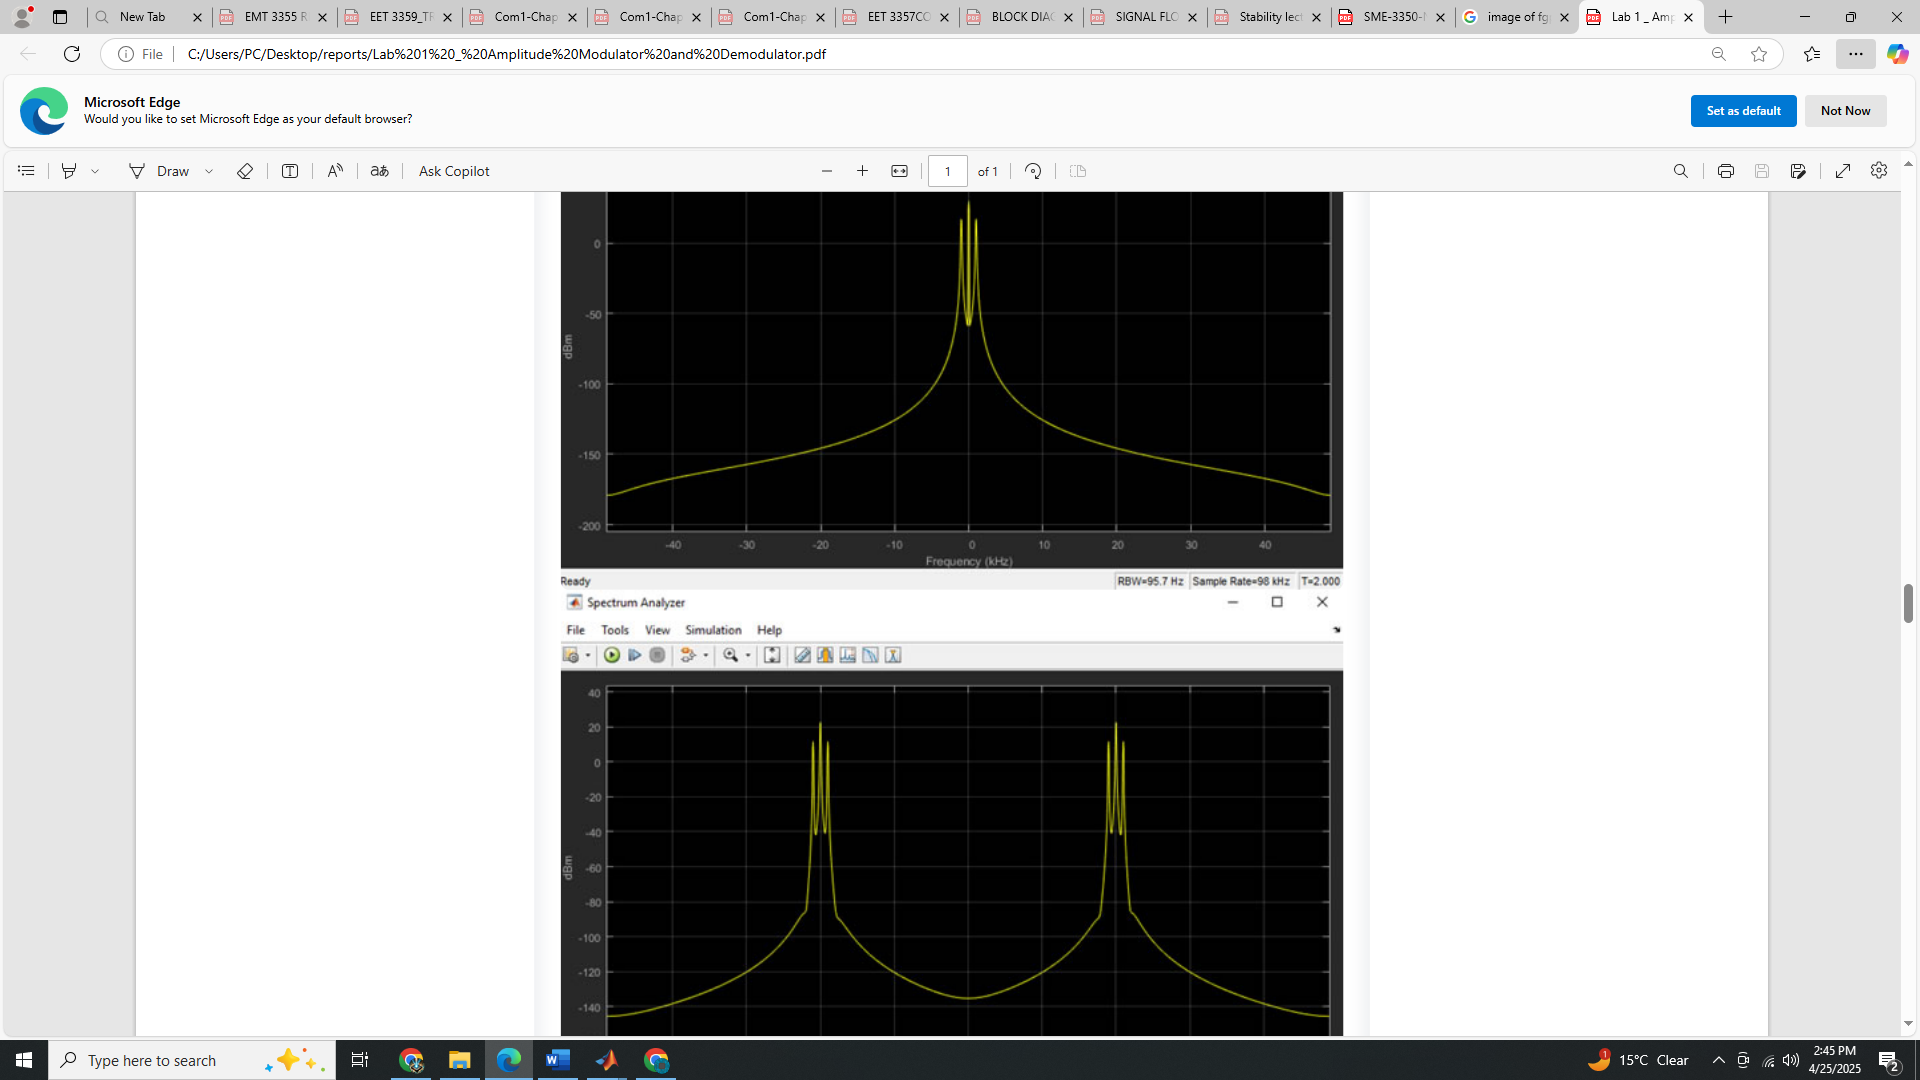 New Tab
EMT 3355 R
EET 3359_TF
Com1-Chap
Com1-Chap
Com1-Chap
EET 3357CO
BLOCK DIAG
SIGNAL FLO
Stability lect
SME-3350-
image of fg
Lab 1 _ Amp
File
C:/Users/PC/Desktop/reports/Lab%201%20_%20Amplitude%20Modulator%20and%20Demodulator.pdf
Microsoft Edge
Would you like to set Microsoft Edge as your default browser?
Set as default
Not Now
Draw
Ask Copilot
1
of 1
0
-50
dBm
-100
-150
-200
-40 -30 -20 -10 0 10 20 30 40
Frequency (kHz)
Ready
RBW=95.7 Hz
Sample Rate=98 kHz
T=2.000
Spectrum Analyzer
File Tools View Simulation Help
40
20
0
-20
-40
-60
dBm
-80
-100
-120
-140
Type here to search
1
15°C Clear
2:45 PM
4/25/2025
2